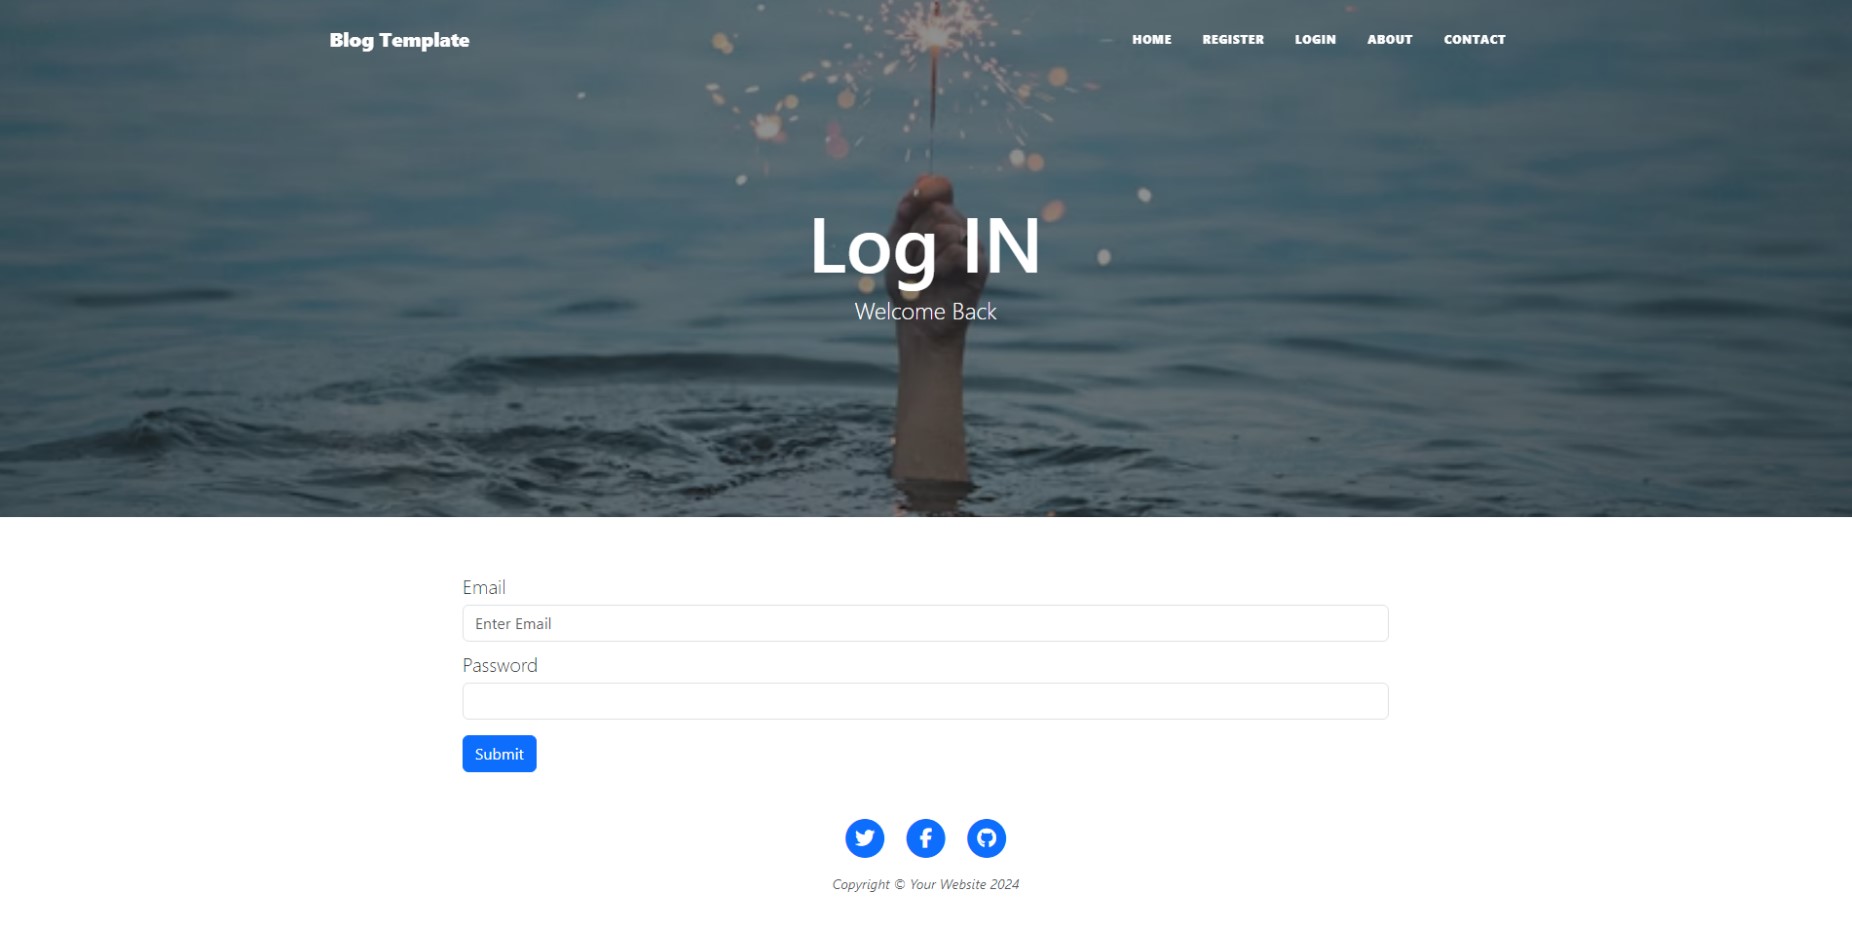 Blog Template
HOME REGISTER LOGIN ABOUT CONTACT
Log IN
Welcome Back
Email
Enter Email
Password
Submit
Copyright © Your Website 2024